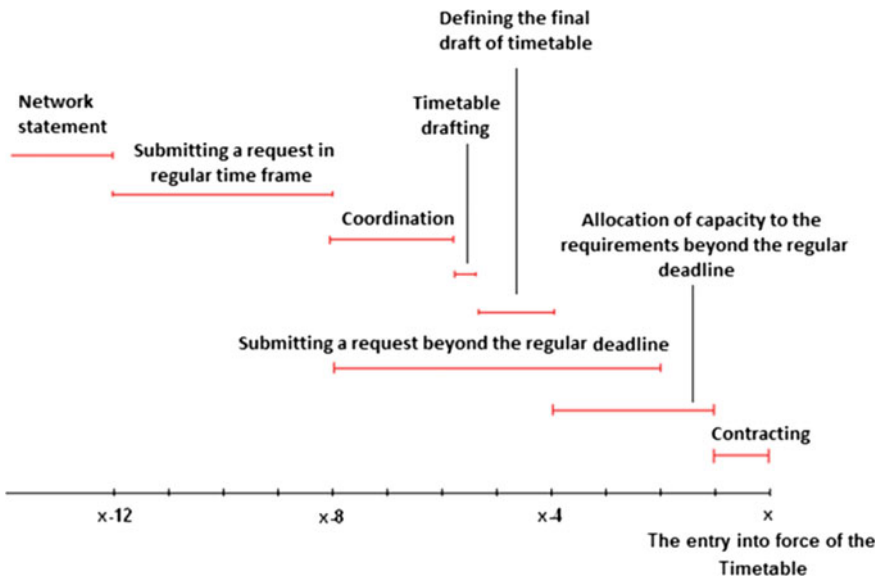 Defining the final
draft of timetable
Network
statement
Timetable
drafting
Submitting a request in
regular time frame
Coordination
Allocation of capacity to the
requirements beyond the regular
deadline
Submitting a request beyond the regular deadline
Contracting
x-12
x-8
x-4
x
The entry into force of the
Timetable